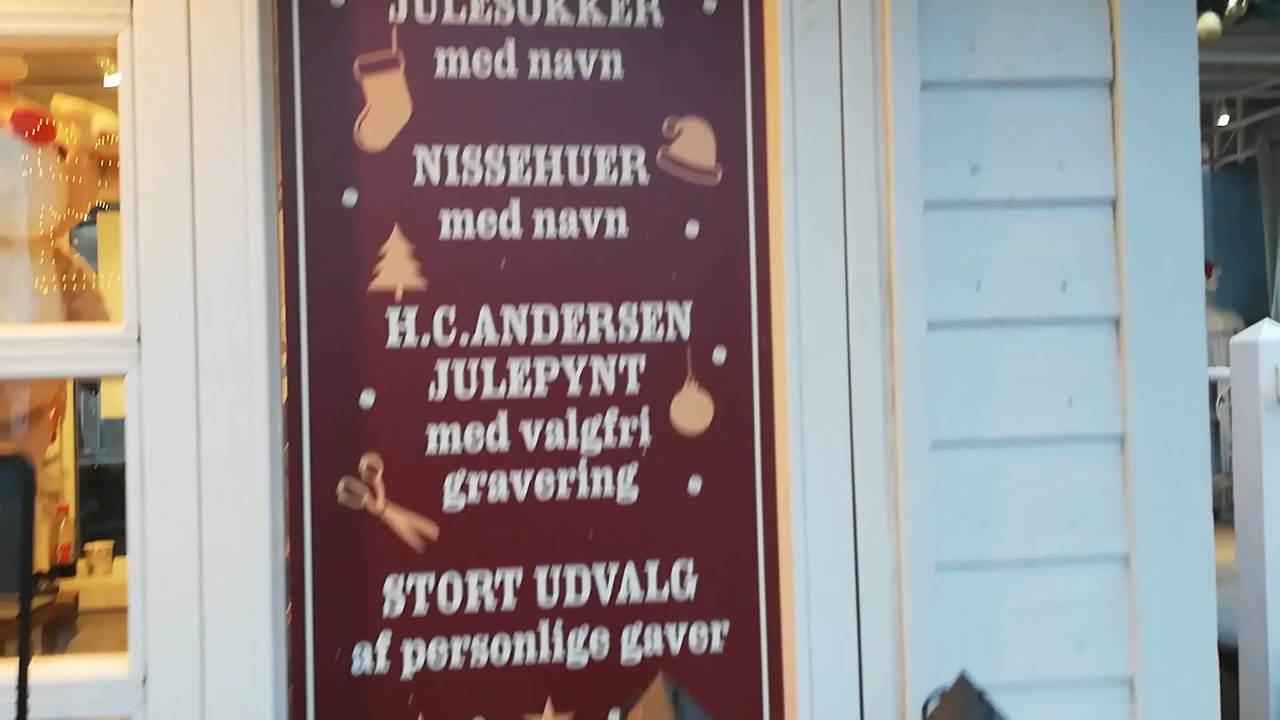 JULESOKKER
med navn
NISSEHUER
med navn
H.C.ANDERSEN
JULEPYNT
med valgfri
gravering
STORT UDVALG
af personlige gaver